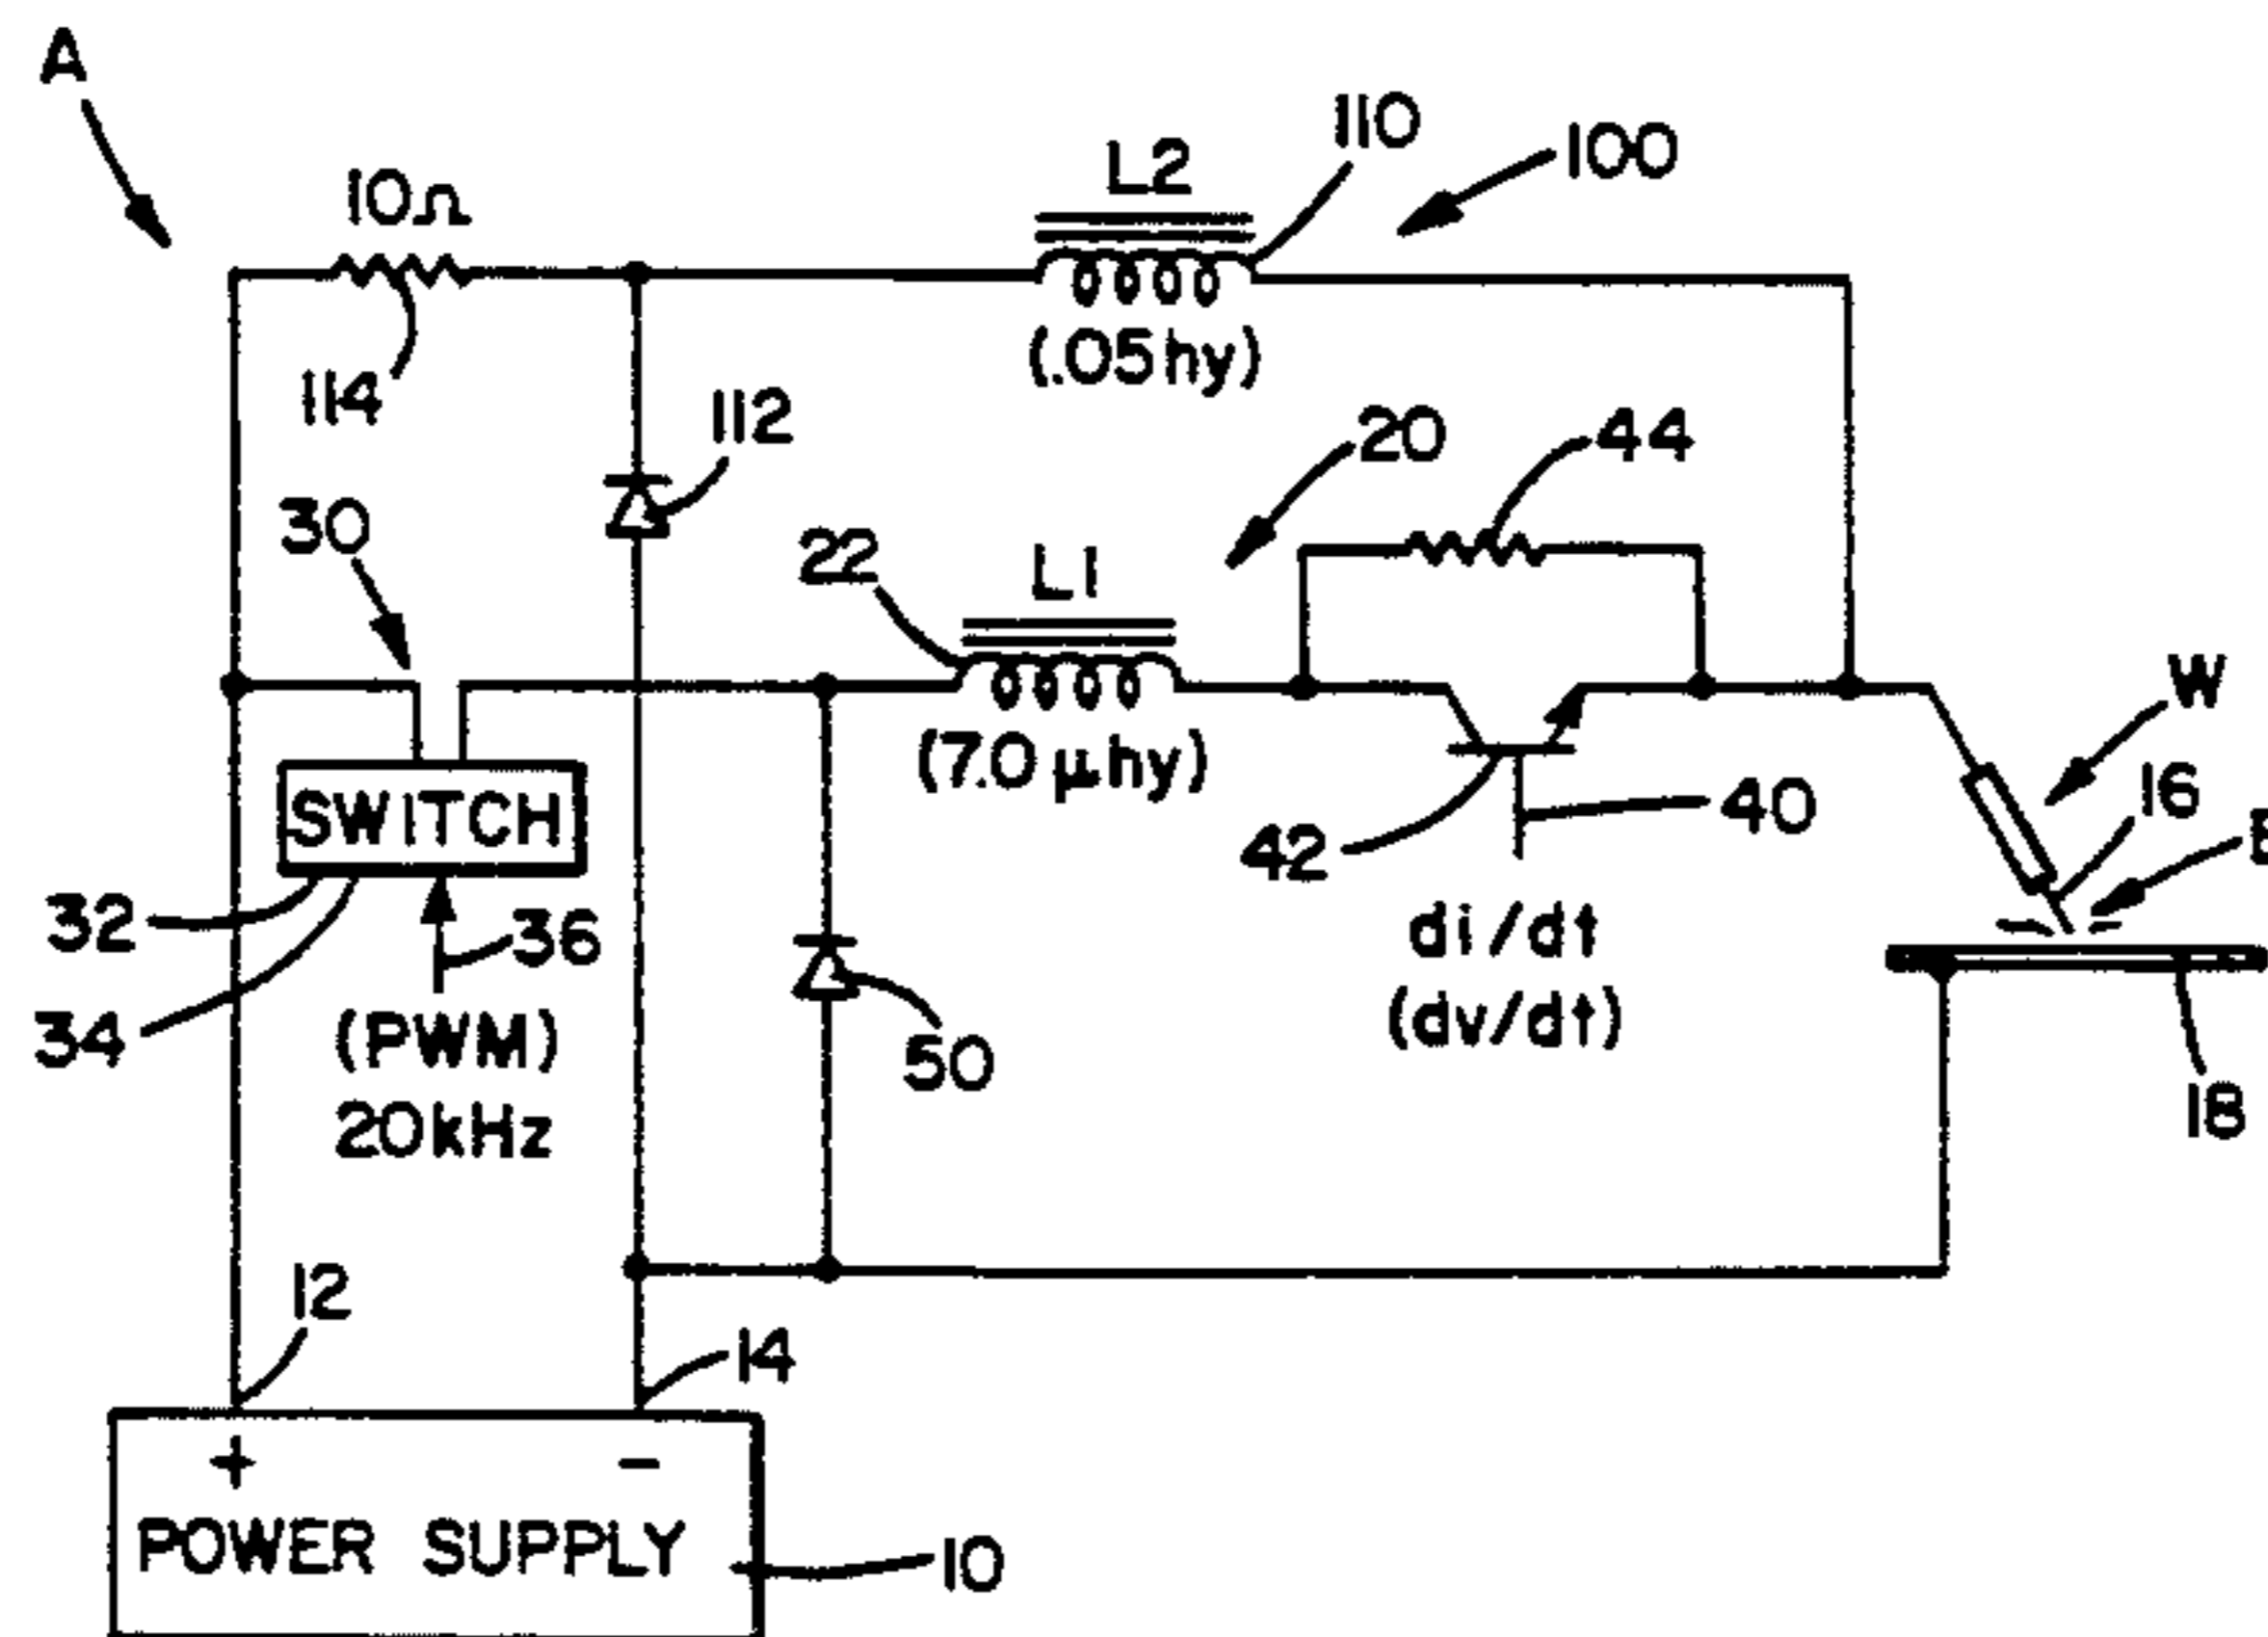 A
110
L2
100
10Ω
(.05hy)
114
112
20
44
30
22
L1
W
(7.0 µhy)
16
SWITCH
40
42
32
36
di/dt
34
(PWM)
(dv/dt)
50
20kHz
18
12
14
+
-
POWER SUPPLY
10